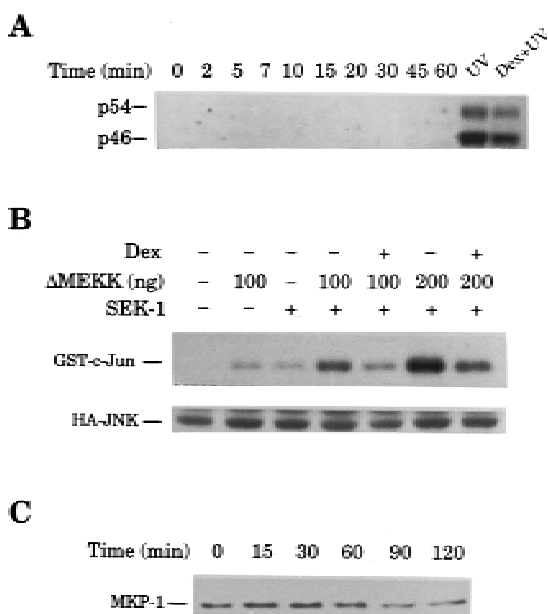 A
Time (min) 0 2 5 7 10 15 20 30 45 60 UV Dex+UV
p54–
p46–
B
Dex – – – – + – +
ΔMEKK (ng) – 100 – 100 100 200 200
SEK-1 – – + + + + +
GST-c-Jun —
HA-JNK —
C
Time (min) 0 15 30 60 90 120
MKP-1 —